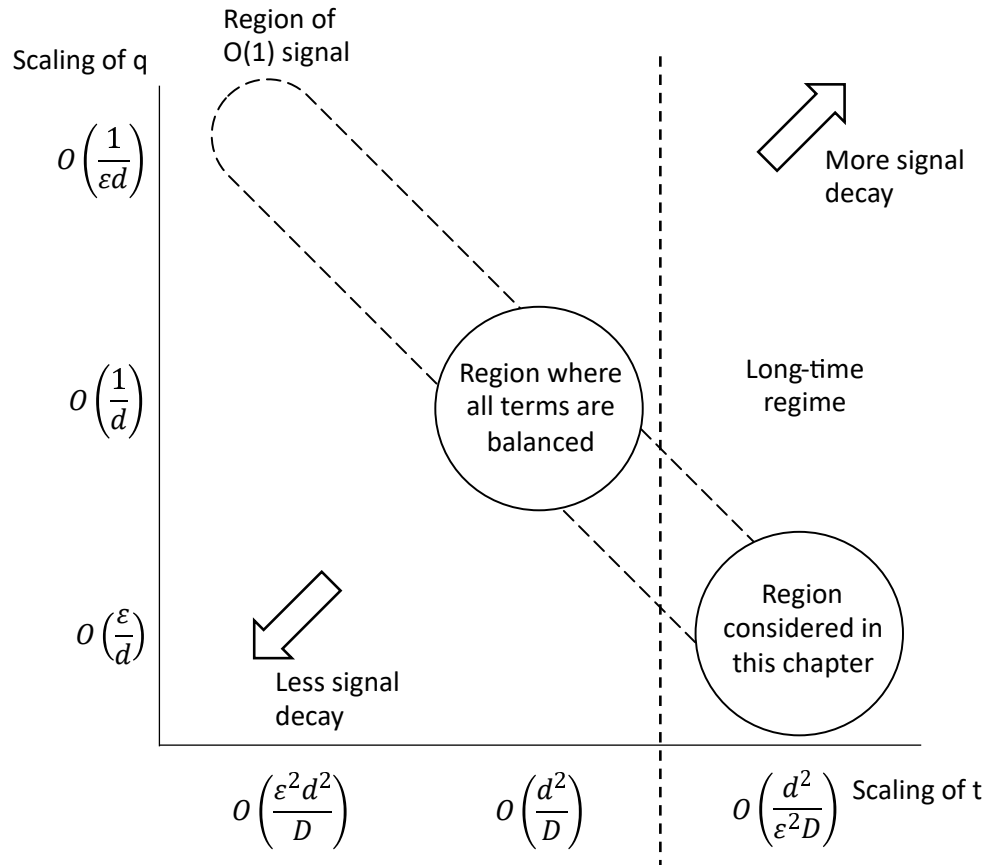 Region of
O(1) signal
Scaling of q
O(1/εd)
More signal
decay
Region where
all terms are
balanced
Long-time
regime
O(1/d)
Region
considered in
this chapter
O(ε/d)
Less signal
decay
O(ε²d²/D)
O(d²/D)
O(d²/ε²D)
Scaling of t